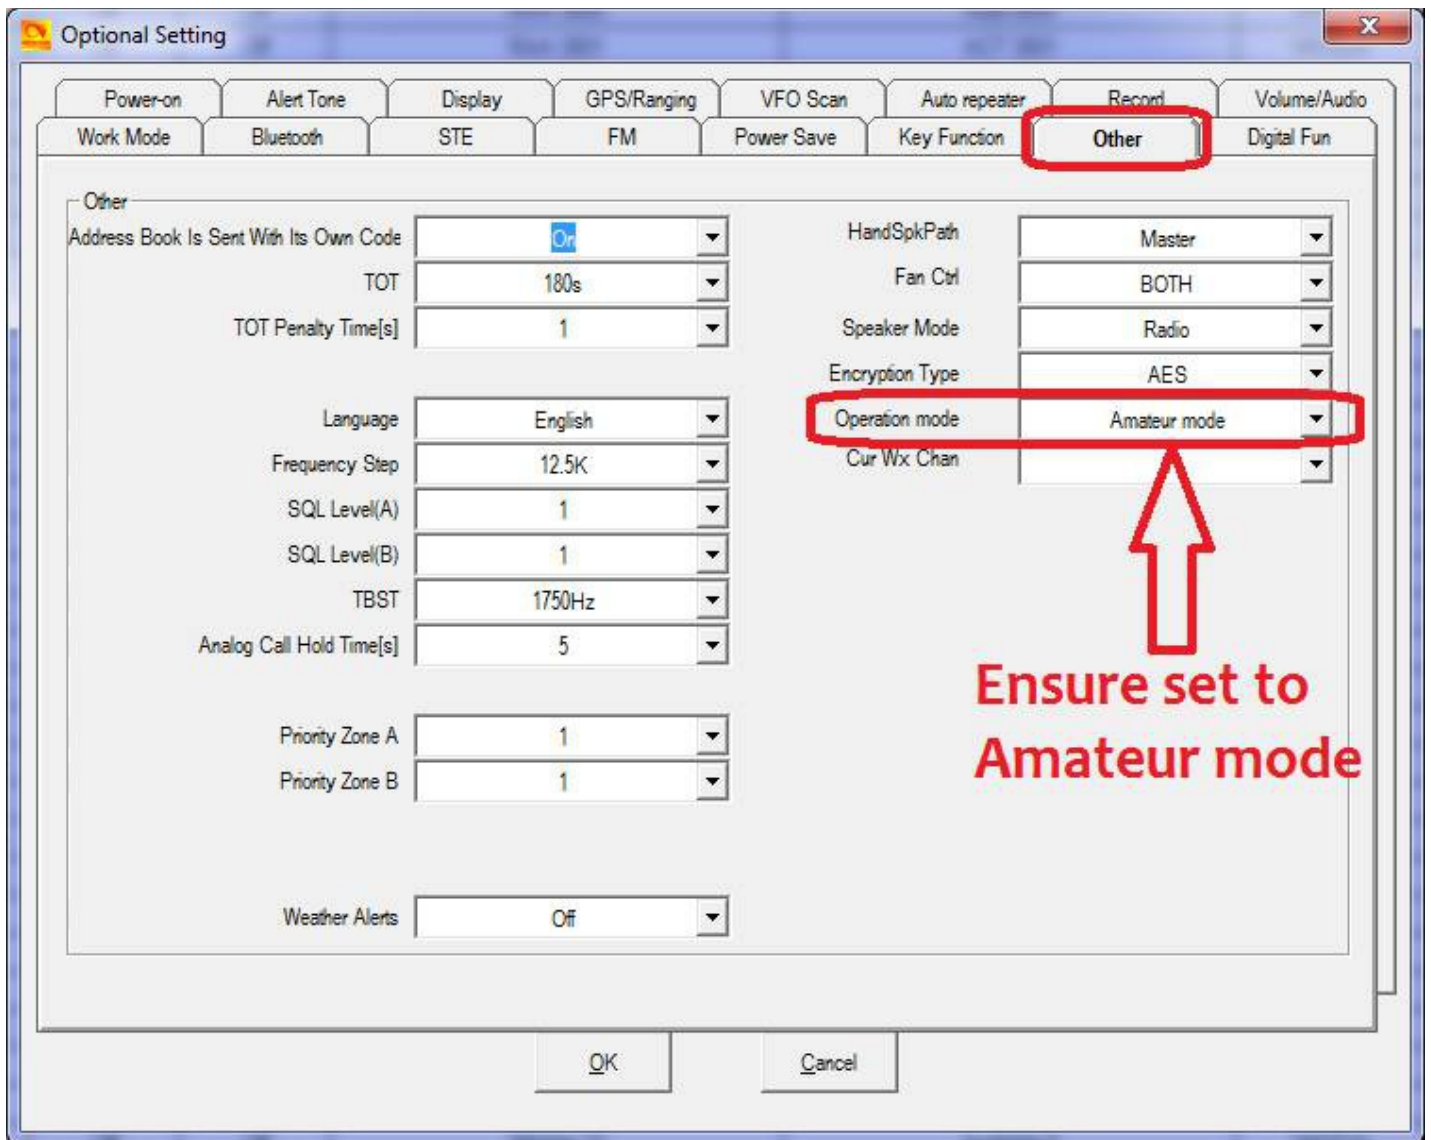 Optional Setting
X
Power-on Alert Tone Display GPS/Ranging VFO Scan Auto repeater Record Volume/Audio
Work Mode Bluetooth STE FM Power Save Key Function Other Digital Fun
Other
Address Book Is Sent With Its Own Code On
TOT 180s
TOT Penalty Time[s] 1
Language English
Frequency Step 12.5K
SQL Level(A) 1
SQL Level(B) 1
TBST 1750Hz
Analog Call Hold Time[s] 5
Priority Zone A 1
Priority Zone B 1
Weather Alerts Off
HandSpkPath Master
Fan Ctrl BOTH
Speaker Mode Radio
Encryption Type AES
Operation mode Amateur mode
Cur Wx Chan
Ensure set to
Amateur mode
OK Cancel